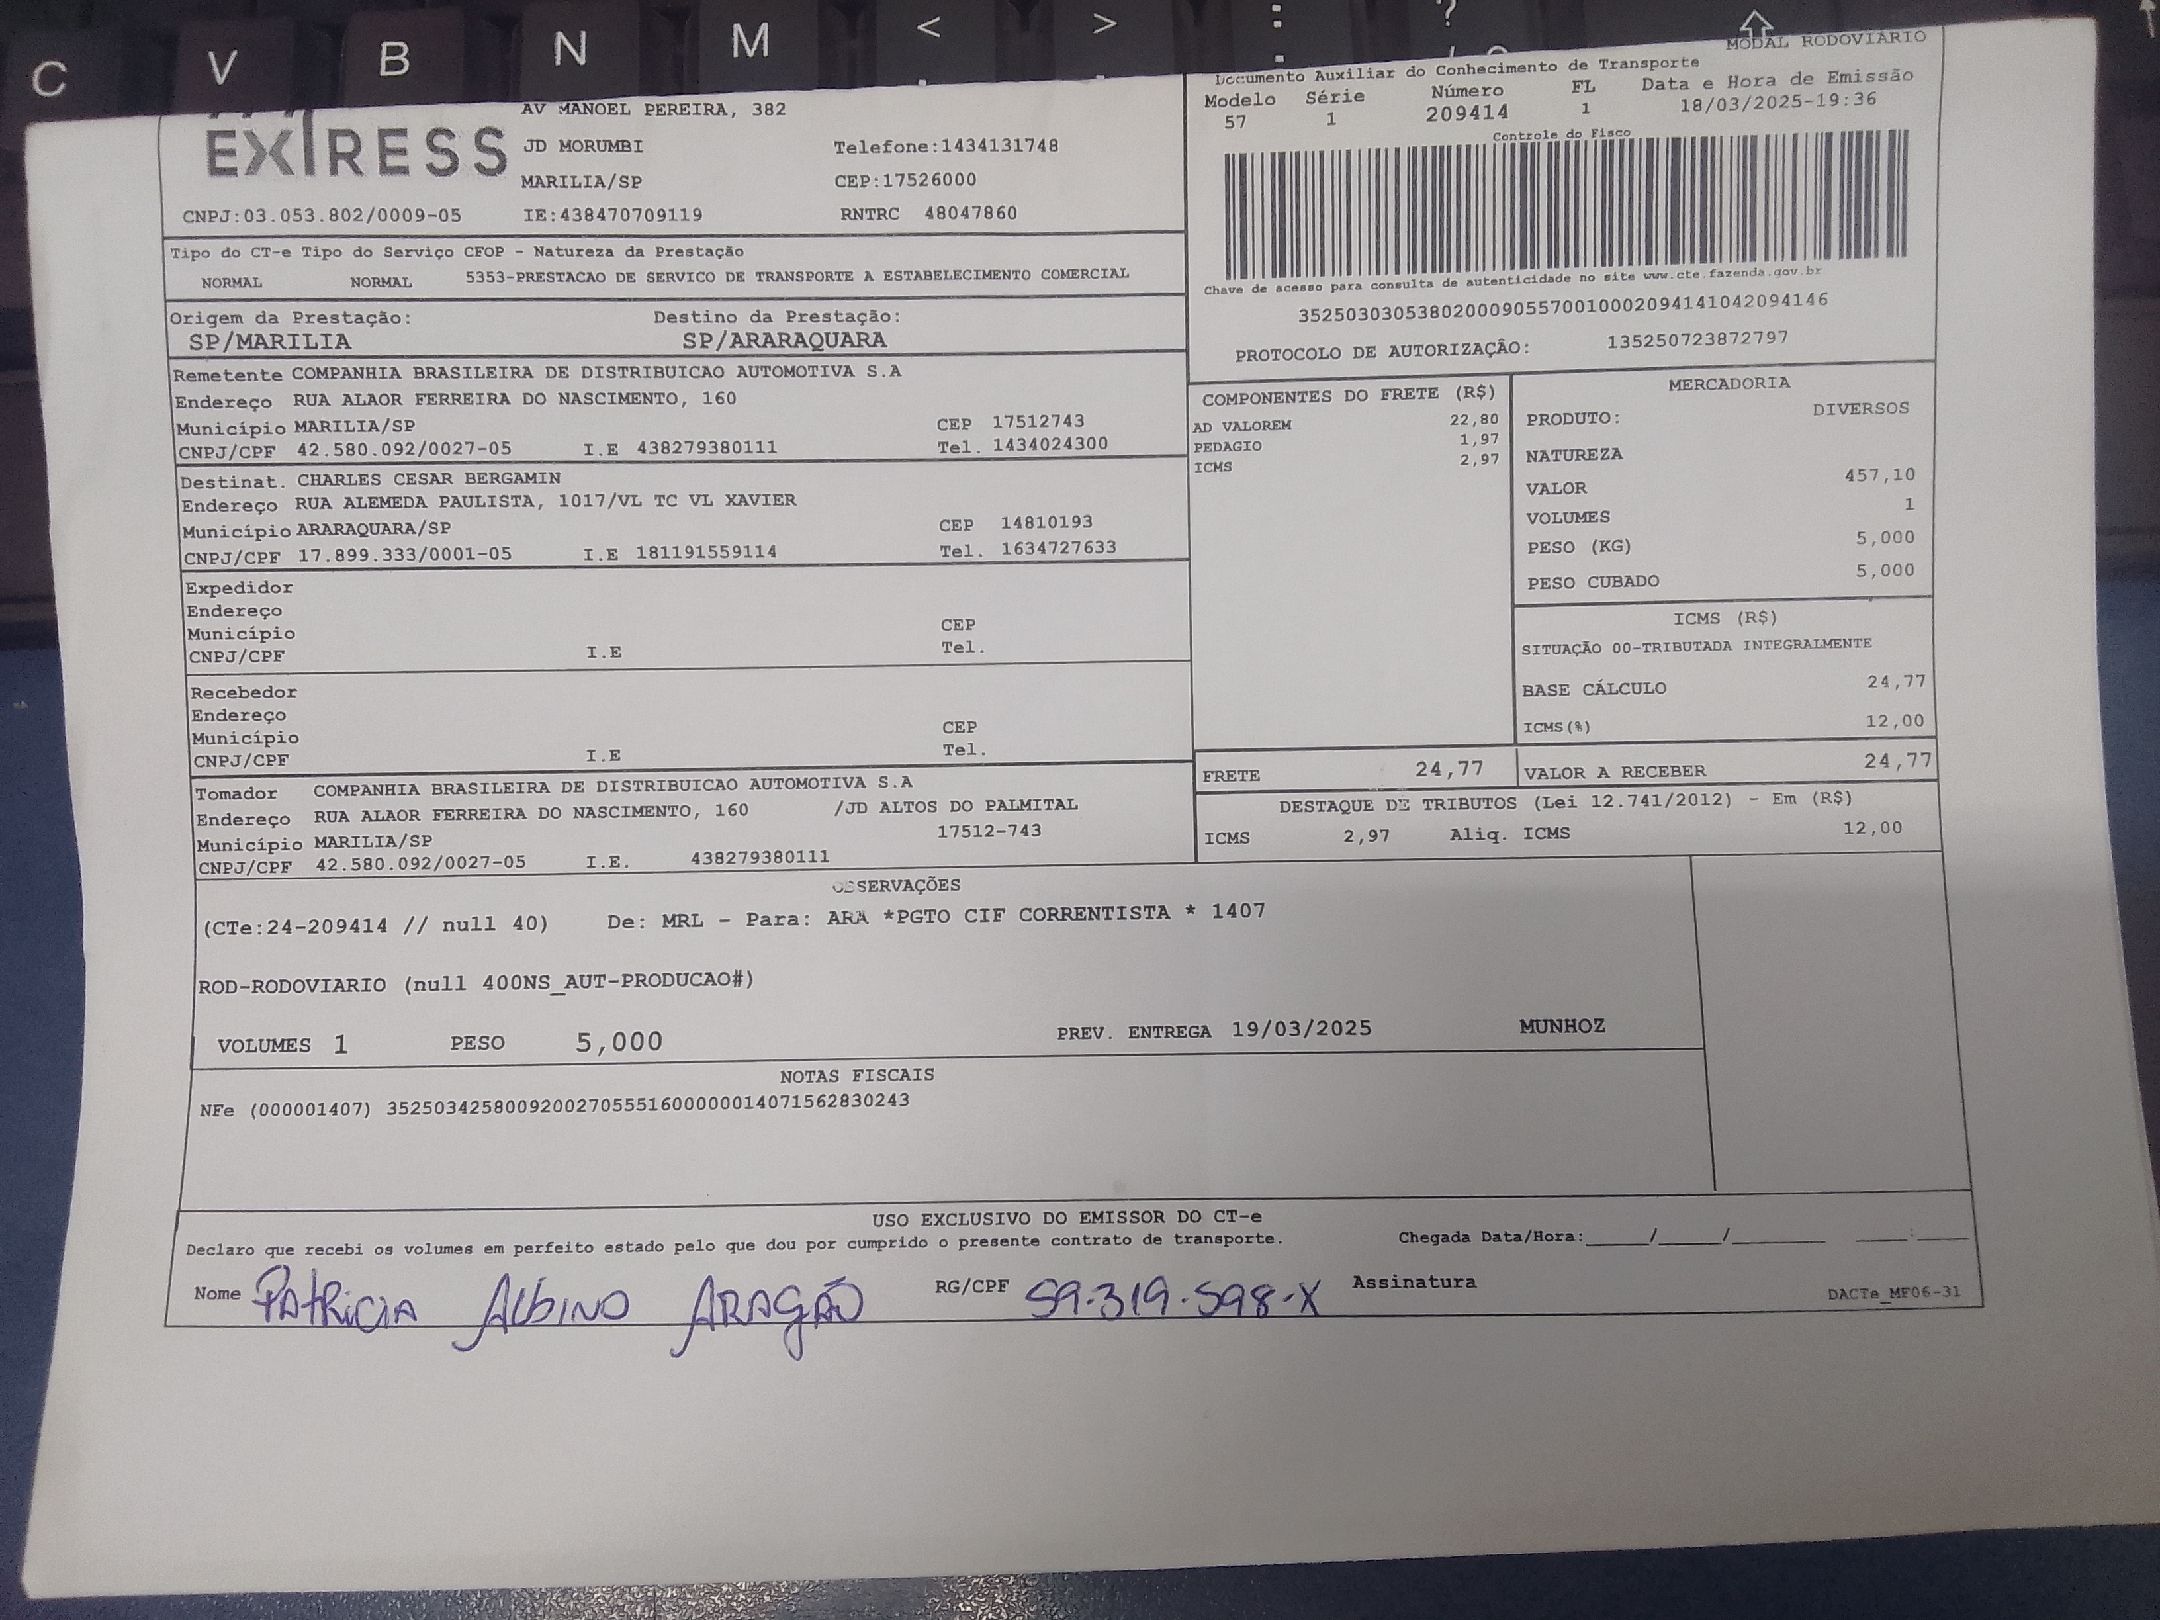 C V B N M < > : ?
MODAL RODOVIÁRIO
EXPRESS
AV MANOEL PEREIRA, 382
JD MORUMBI Telefone:1434131748
MARILIA/SP CEP:17526000
CNPJ:03.053.802/0009-05 IE:438470709119 RNTRC 48047860
Documento Auxiliar do Conhecimento de Transporte
Modelo Série Número FL Data e Hora de Emissão
57 1 209414 1 18/03/2025-19:36
Controle do Fisco
Chave de acesso para consulta de autenticidade no site www.cte.fazenda.gov.br
35250303053802000905570010002094141042094146
PROTOCOLO DE AUTORIZAÇÃO: 135250723872797
Tipo do CT-e Tipo do Serviço CFOP - Natureza da Prestação
NORMAL NORMAL 5353-PRESTACAO DE SERVICO DE TRANSPORTE A ESTABELECIMENTO COMERCIAL
Origem da Prestação: Destino da Prestação:
SP/MARILIA SP/ARARAQUARA
Remetente COMPANHIA BRASILEIRA DE DISTRIBUICAO AUTOMOTIVA S.A
Endereço RUA ALAOR FERREIRA DO NASCIMENTO, 160
Município MARILIA/SP CEP 17512743
CNPJ/CPF 42.580.092/0027-05 I.E 438279380111 Tel. 1434024300
Destinat. CHARLES CESAR BERGAMIN
Endereço RUA ALEMEDA PAULISTA, 1017/VL TC VL XAVIER
Município ARARAQUARA/SP CEP 14810193
CNPJ/CPF 17.899.333/0001-05 I.E 181191559114 Tel. 1634727633
Expedidor
Endereço
Município CEP
CNPJ/CPF I.E Tel.
Recebedor
Endereço
Município CEP
CNPJ/CPF I.E Tel.
Tomador COMPANHIA BRASILEIRA DE DISTRIBUICAO AUTOMOTIVA S.A
Endereço RUA ALAOR FERREIRA DO NASCIMENTO, 160 /JD ALTOS DO PALMITAL
Município MARILIA/SP 17512-743
CNPJ/CPF 42.580.092/0027-05 I.E. 438279380111
COMPONENTES DO FRETE (R$)
AD VALOREM 22,80
PEDAGIO 1,97
ICMS 2,97
MERCADORIA
PRODUTO: DIVERSOS
NATUREZA
VALOR 457,10
VOLUMES 1
PESO (KG) 5,000
PESO CUBADO 5,000
ICMS (R$)
SITUAÇÃO 00-TRIBUTADA INTEGRALMENTE
BASE CÁLCULO 24,77
ICMS(%) 12,00
FRETE 24,77 VALOR A RECEBER 24,77
DESTAQUE DE TRIBUTOS (Lei 12.741/2012) - Em (R$)
ICMS 2,97 Aliq. ICMS 12,00
OBSERVAÇÕES
(CTe:24-209414 // null 40) De: MRL - Para: ARA *PGTO CIF CORRENTISTA * 1407
ROD-RODOVIARIO (null 400NS_AUT-PRODUCAO#)
VOLUMES 1 PESO 5,000 PREV. ENTREGA 19/03/2025 MUNHOZ
NOTAS FISCAIS
NFe (000001407) 35250342580092002705551600000014071562830243
USO EXCLUSIVO DO EMISSOR DO CT-e
Declaro que recebi os volumes em perfeito estado pelo que dou por cumprido o presente contrato de transporte. Chegada Data/Hora:_____/_____/________ ____:____
Nome PATRICIA ALBINO ARAGÃO RG/CPF 59.319.598-X Assinatura
DACTe_MF06-31